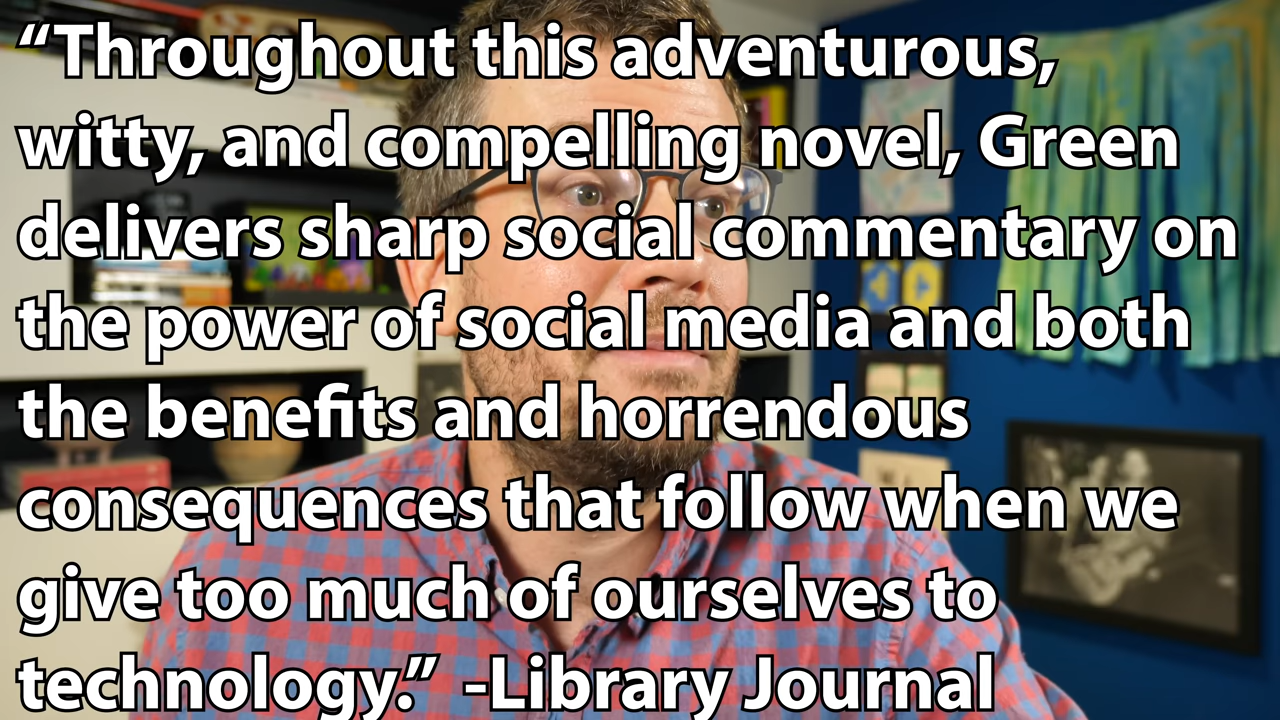 “Throughout this adventurous,
witty, and compelling novel, Green
delivers sharp social commentary on
the power of social media and both
the benefits and horrendous
consequences that follow when we
give too much of ourselves to
technology.” -Library Journal